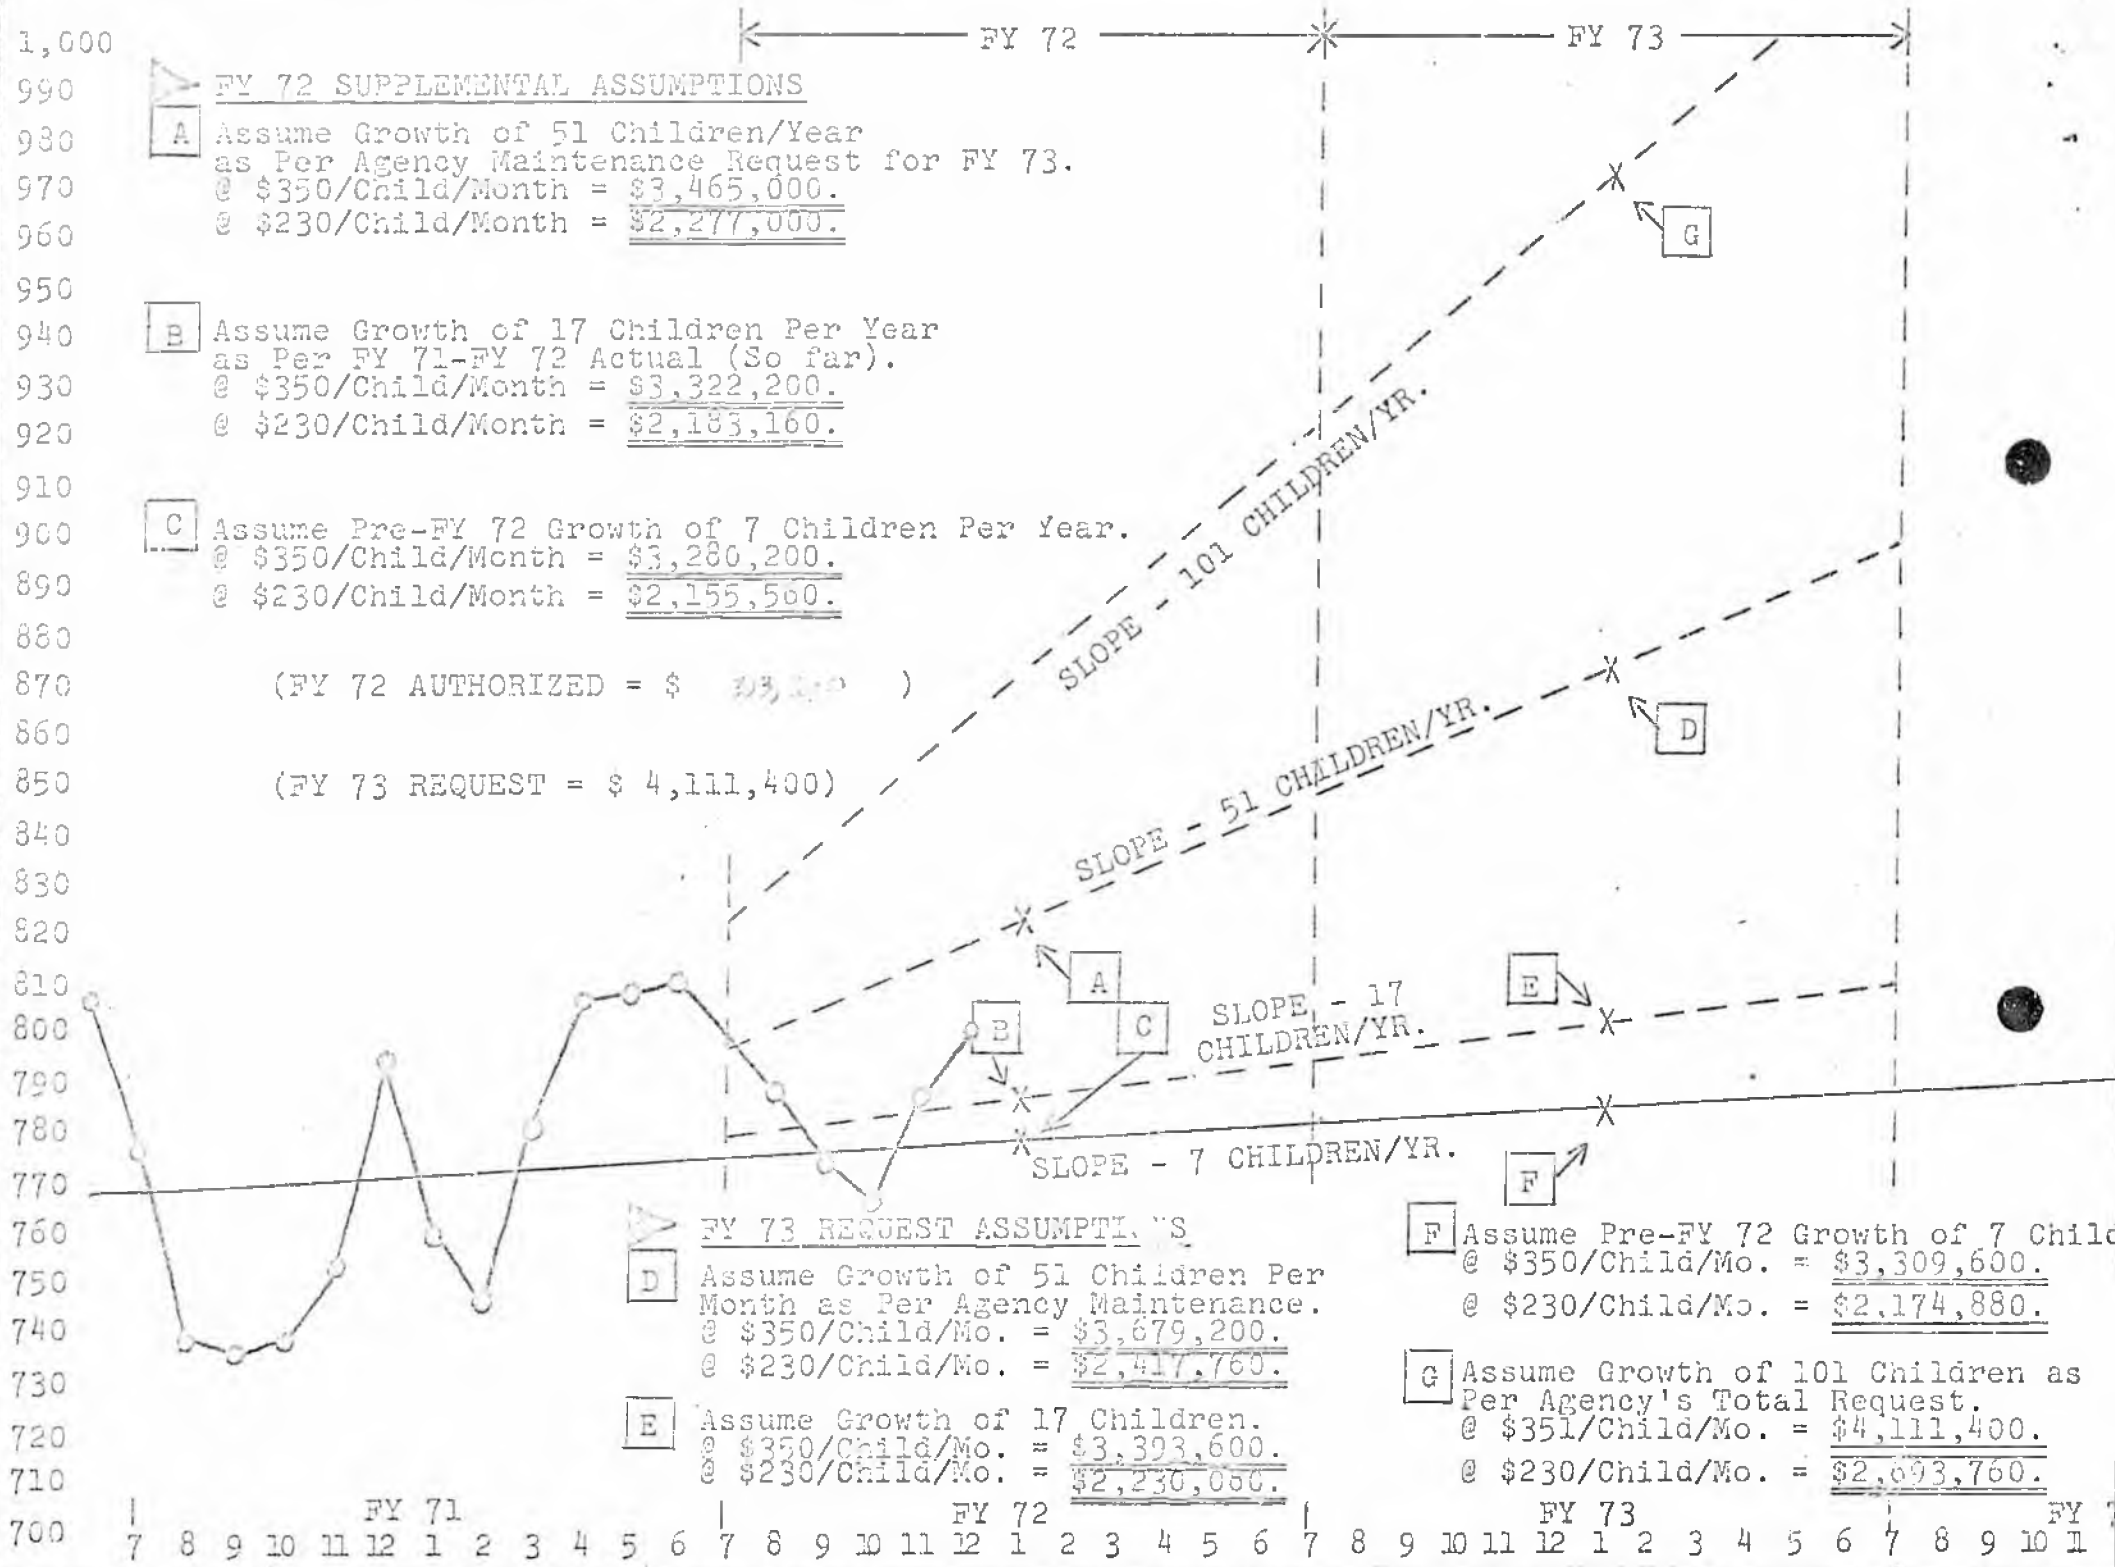 FY 72
FY 73
1,000
990
980
970
960
950
940
930
920
910
900
890
880
870
860
850
840
830
820
810
800
790
780
770
760
750
740
730
720
710
700
FY 72 SUPPLEMENTAL ASSUMPTIONS
A Assume Growth of 51 Children/Year
as Per Agency Maintenance Request for FY 73.
@ $350/Child/Month = $3,465,000.
@ $230/Child/Month = $2,277,000.
B Assume Growth of 17 Children Per Year
as Per FY 71-FY 72 Actual (So far).
@ $350/Child/Month = $3,322,200.
@ $230/Child/Month = $2,183,160.
C Assume Pre-FY 72 Growth of 7 Children Per Year.
@ $350/Child/Month = $3,280,200.
@ $230/Child/Month = $2,155,560.
(FY 72 AUTHORIZED = $ )
(FY 73 REQUEST = $ 4,111,400)
G
SLOPE - 101 CHILDREN/YR.
D
SLOPE - 51 CHILDREN/YR.
A
B
C
SLOPE - 17
CHILDREN/YR.
E
SLOPE - 7 CHILDREN/YR.
F
FY 73 REQUEST
D Assume Growth of 51 Children Per
Month as Per Agency Maintenance.
@ $350/Child/Mo. = $3,679,200.
@ $230/Child/Mo. = $2,417,760.
E Assume Growth of 17 Children.
@ $350/Child/Mo. = $3,393,600.
@ $230/Child/Mo. = $2,230,080.
F Assume Pre-FY 72 Growth of 7 Child
@ $350/Child/Mo. = $3,309,600.
@ $230/Child/Mo. = $2,174,880.
G Assume Growth of 101 Children as
Per Agency's Total Request.
@ $351/Child/Mo. = $4,111,400.
@ $230/Child/Mo. = $2,693,760.
FY 71
FY 72
FY 73
FY
7 8 9 10 11 12 1 2 3 4 5 6 7 8 9 10 11 12 1 2 3 4 5 6 7 8 9 10 11 12 1 2 3 4 5 6 7 8 9 10 11